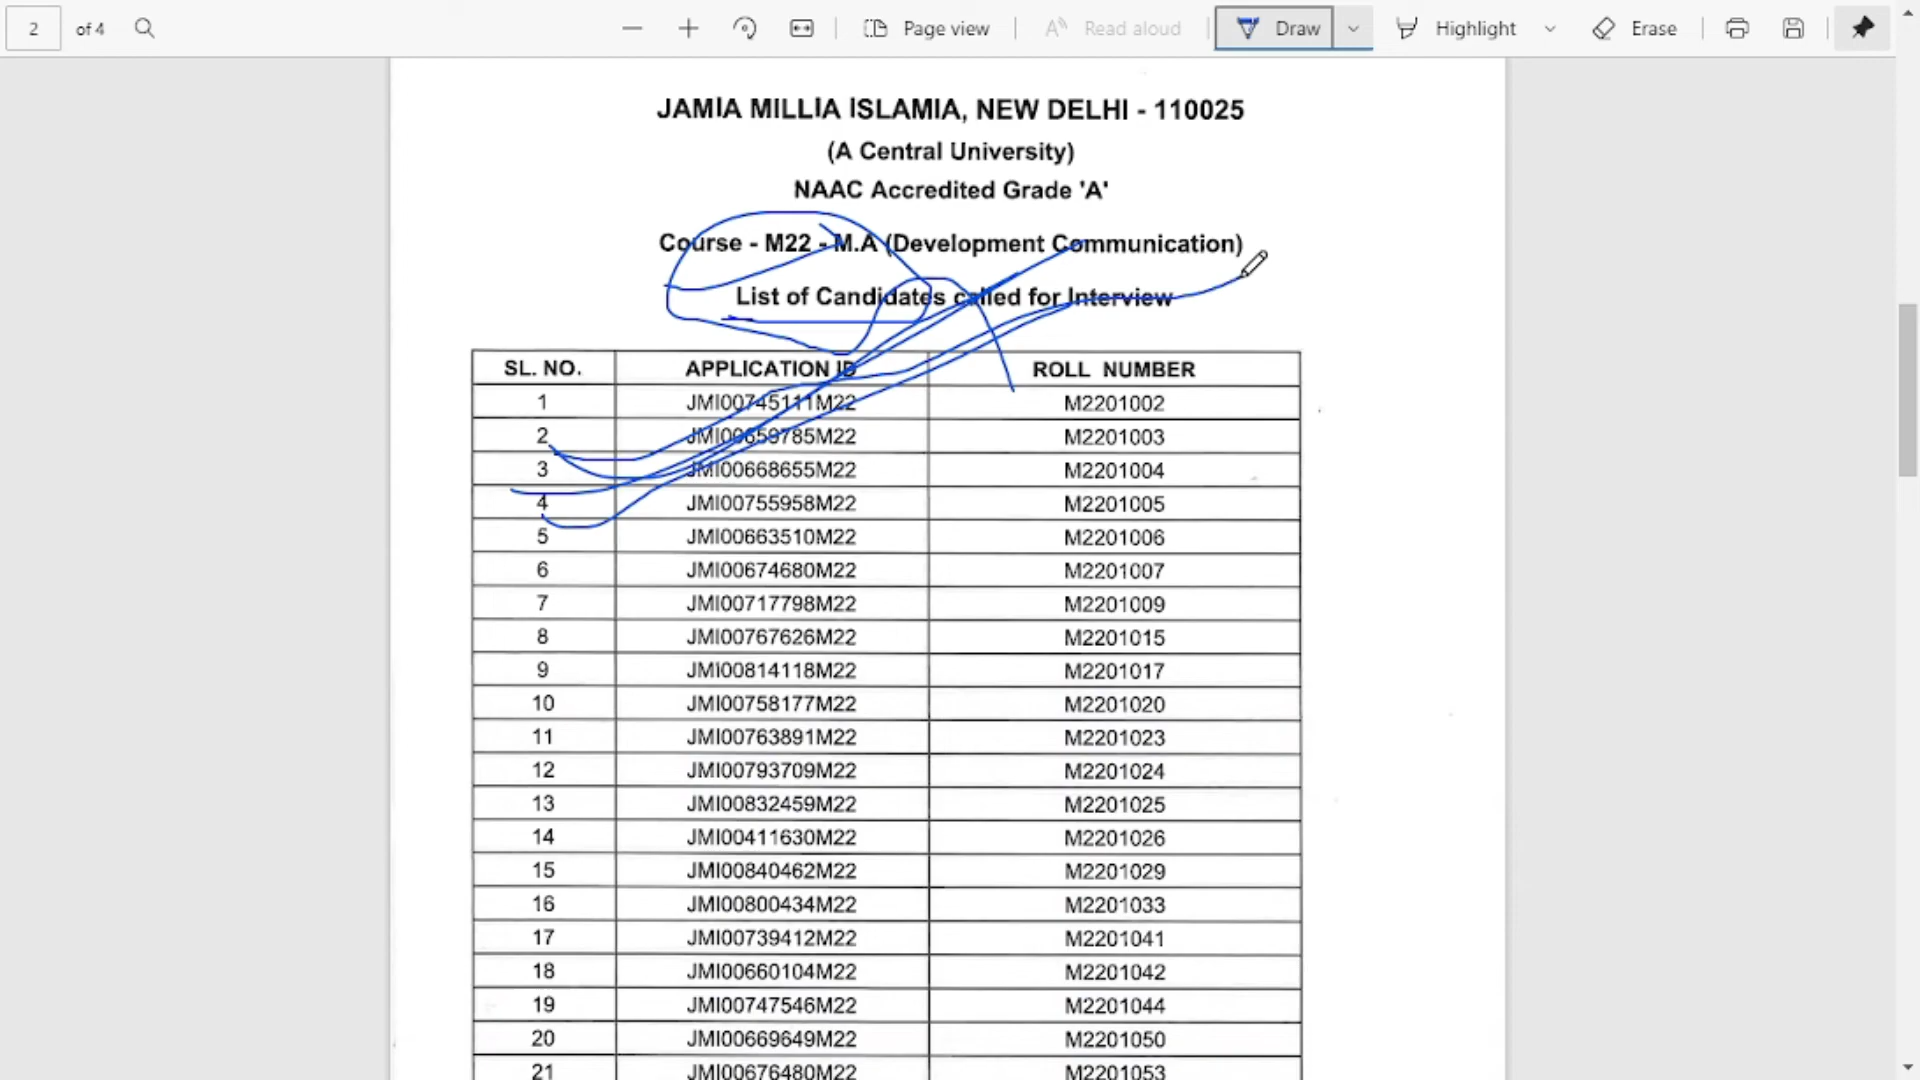 2 of 4 Page view Read aloud Draw Highlight Erase
JAMIA MILLIA ISLAMIA, NEW DELHI - 110025
(A Central University)
NAAC Accredited Grade 'A'
Course - M22 - M.A (Development Communication)
List of Candidates called for Interview
SL. NO. APPLICATION ID ROLL NUMBER
1 JMI00745111M22 M2201002
2 JMI00659785M22 M2201003
3 JMI00668655M22 M2201004
4 JMI00755958M22 M2201005
5 JMI00663510M22 M2201006
6 JMI00674680M22 M2201007
7 JMI00717798M22 M2201009
8 JMI00767626M22 M2201015
9 JMI00814118M22 M2201017
10 JMI00758177M22 M2201020
11 JMI00763891M22 M2201023
12 JMI00793709M22 M2201024
13 JMI00832459M22 M2201025
14 JMI00411630M22 M2201026
15 JMI00840462M22 M2201029
16 JMI00800434M22 M2201033
17 JMI00739412M22 M2201041
18 JMI00660104M22 M2201042
19 JMI00747546M22 M2201044
20 JMI00669649M22 M2201050
21 JMI00676480M22 M2201053